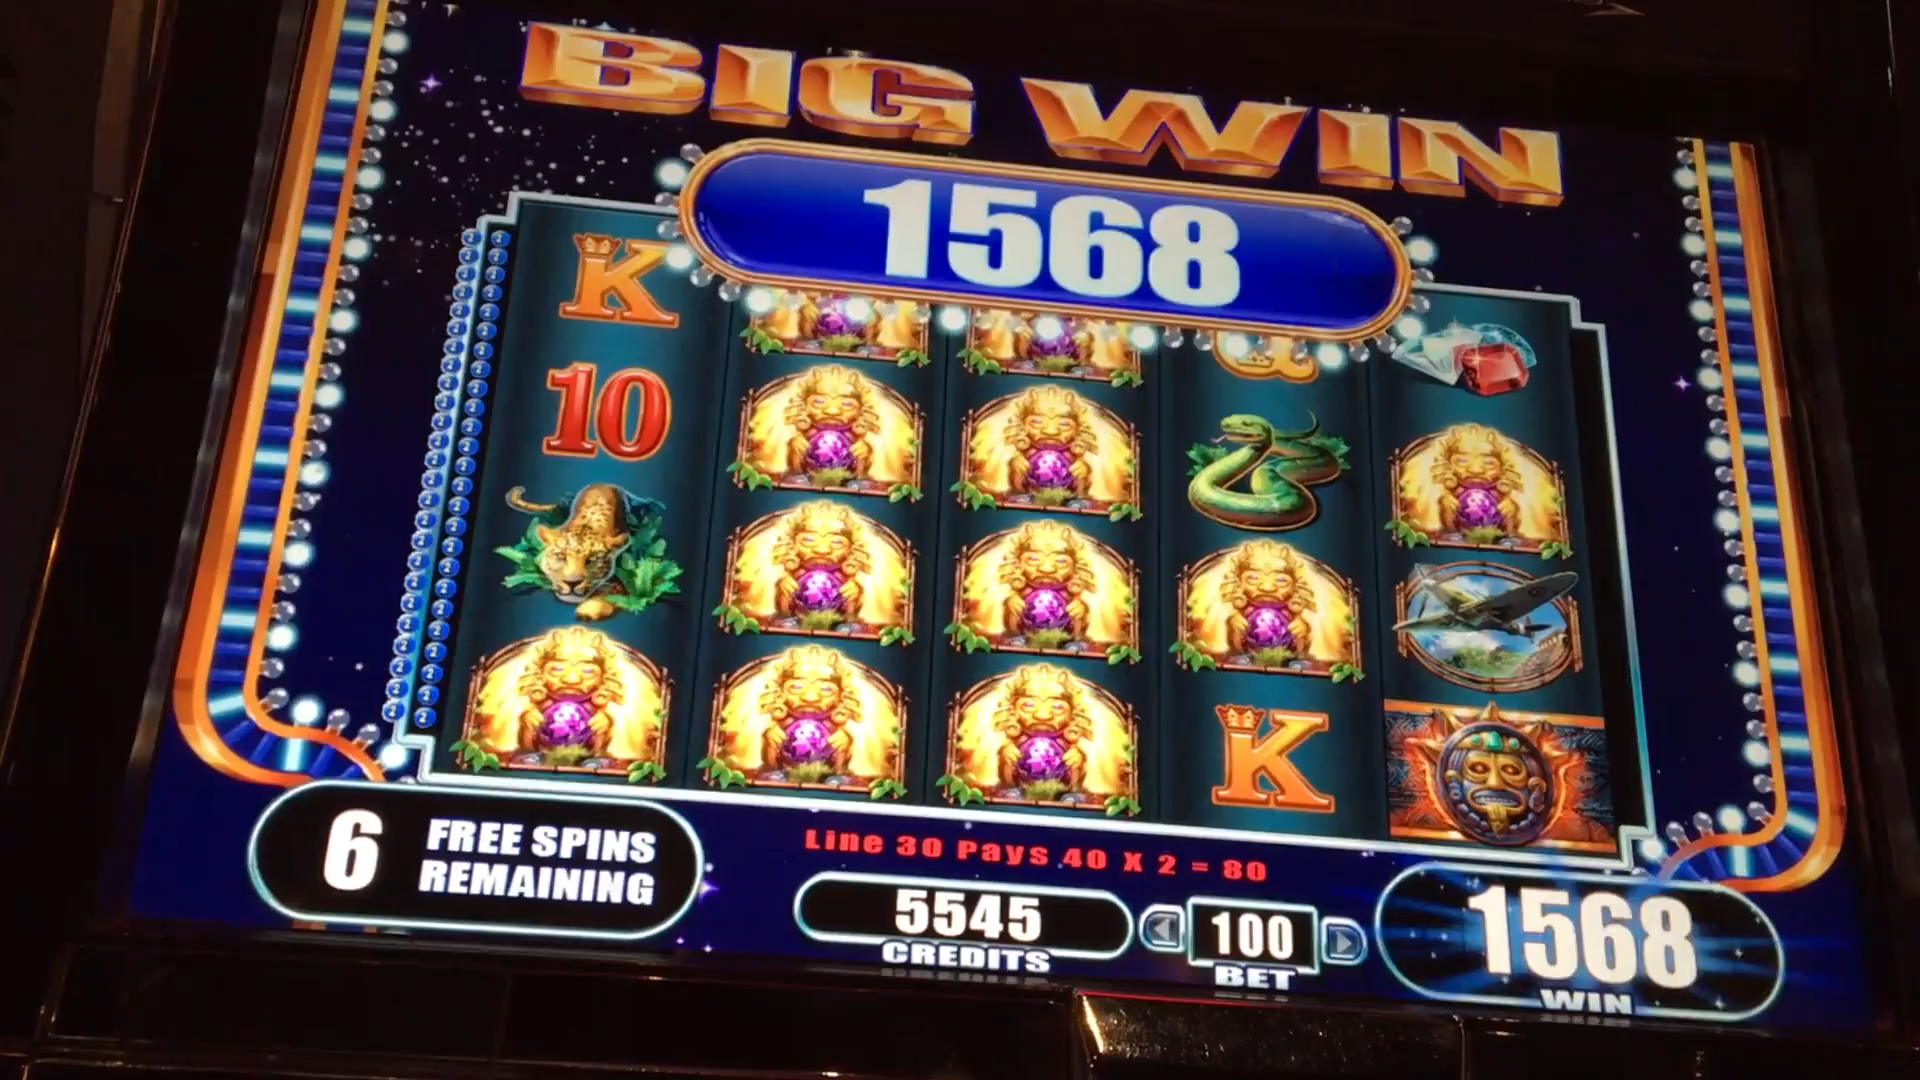 BIG WIN
1568
K
10
Q
K
6 FREE SPINS
REMAINING
Line 30 Pays 40 X 2 = 80
5545
CREDITS
100
BET
1568
WIN